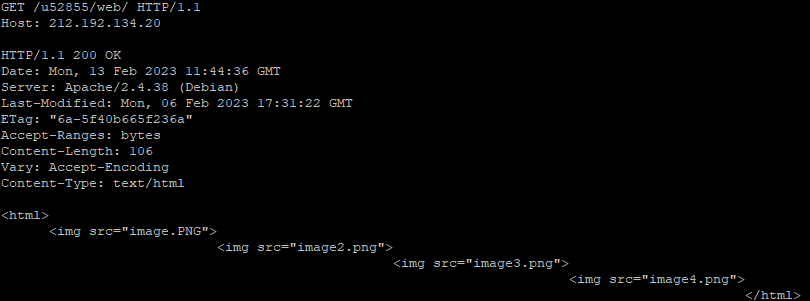 GET /u52855/web/ HTTP/1.1
Host: 212.192.134.20
HTTP/1.1 200 OK
Date: Mon, 13 Feb 2023 11:44:36 GMT
Server: Apache/2.4.38 (Debian)
Last-Modified: Mon, 06 Feb 2023 17:31:22 GMT
ETag: "6a-5f40b665f236a"
Accept-Ranges: bytes
Content-Length: 106
Vary: Accept-Encoding
Content-Type: text/html
<html>
<img src="image.PNG">
<img src="image2.png">
<img src="image3.png">
<img src="image4.png">
</html>